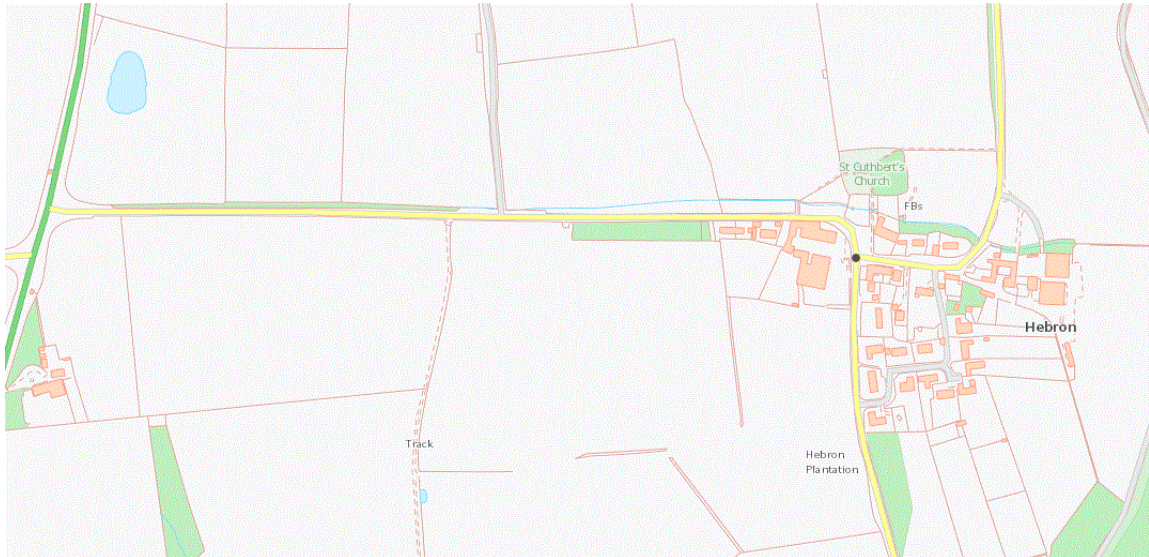 St Cuthbert's
Church
FBs
Hebron
Track
Hebron
Plantation